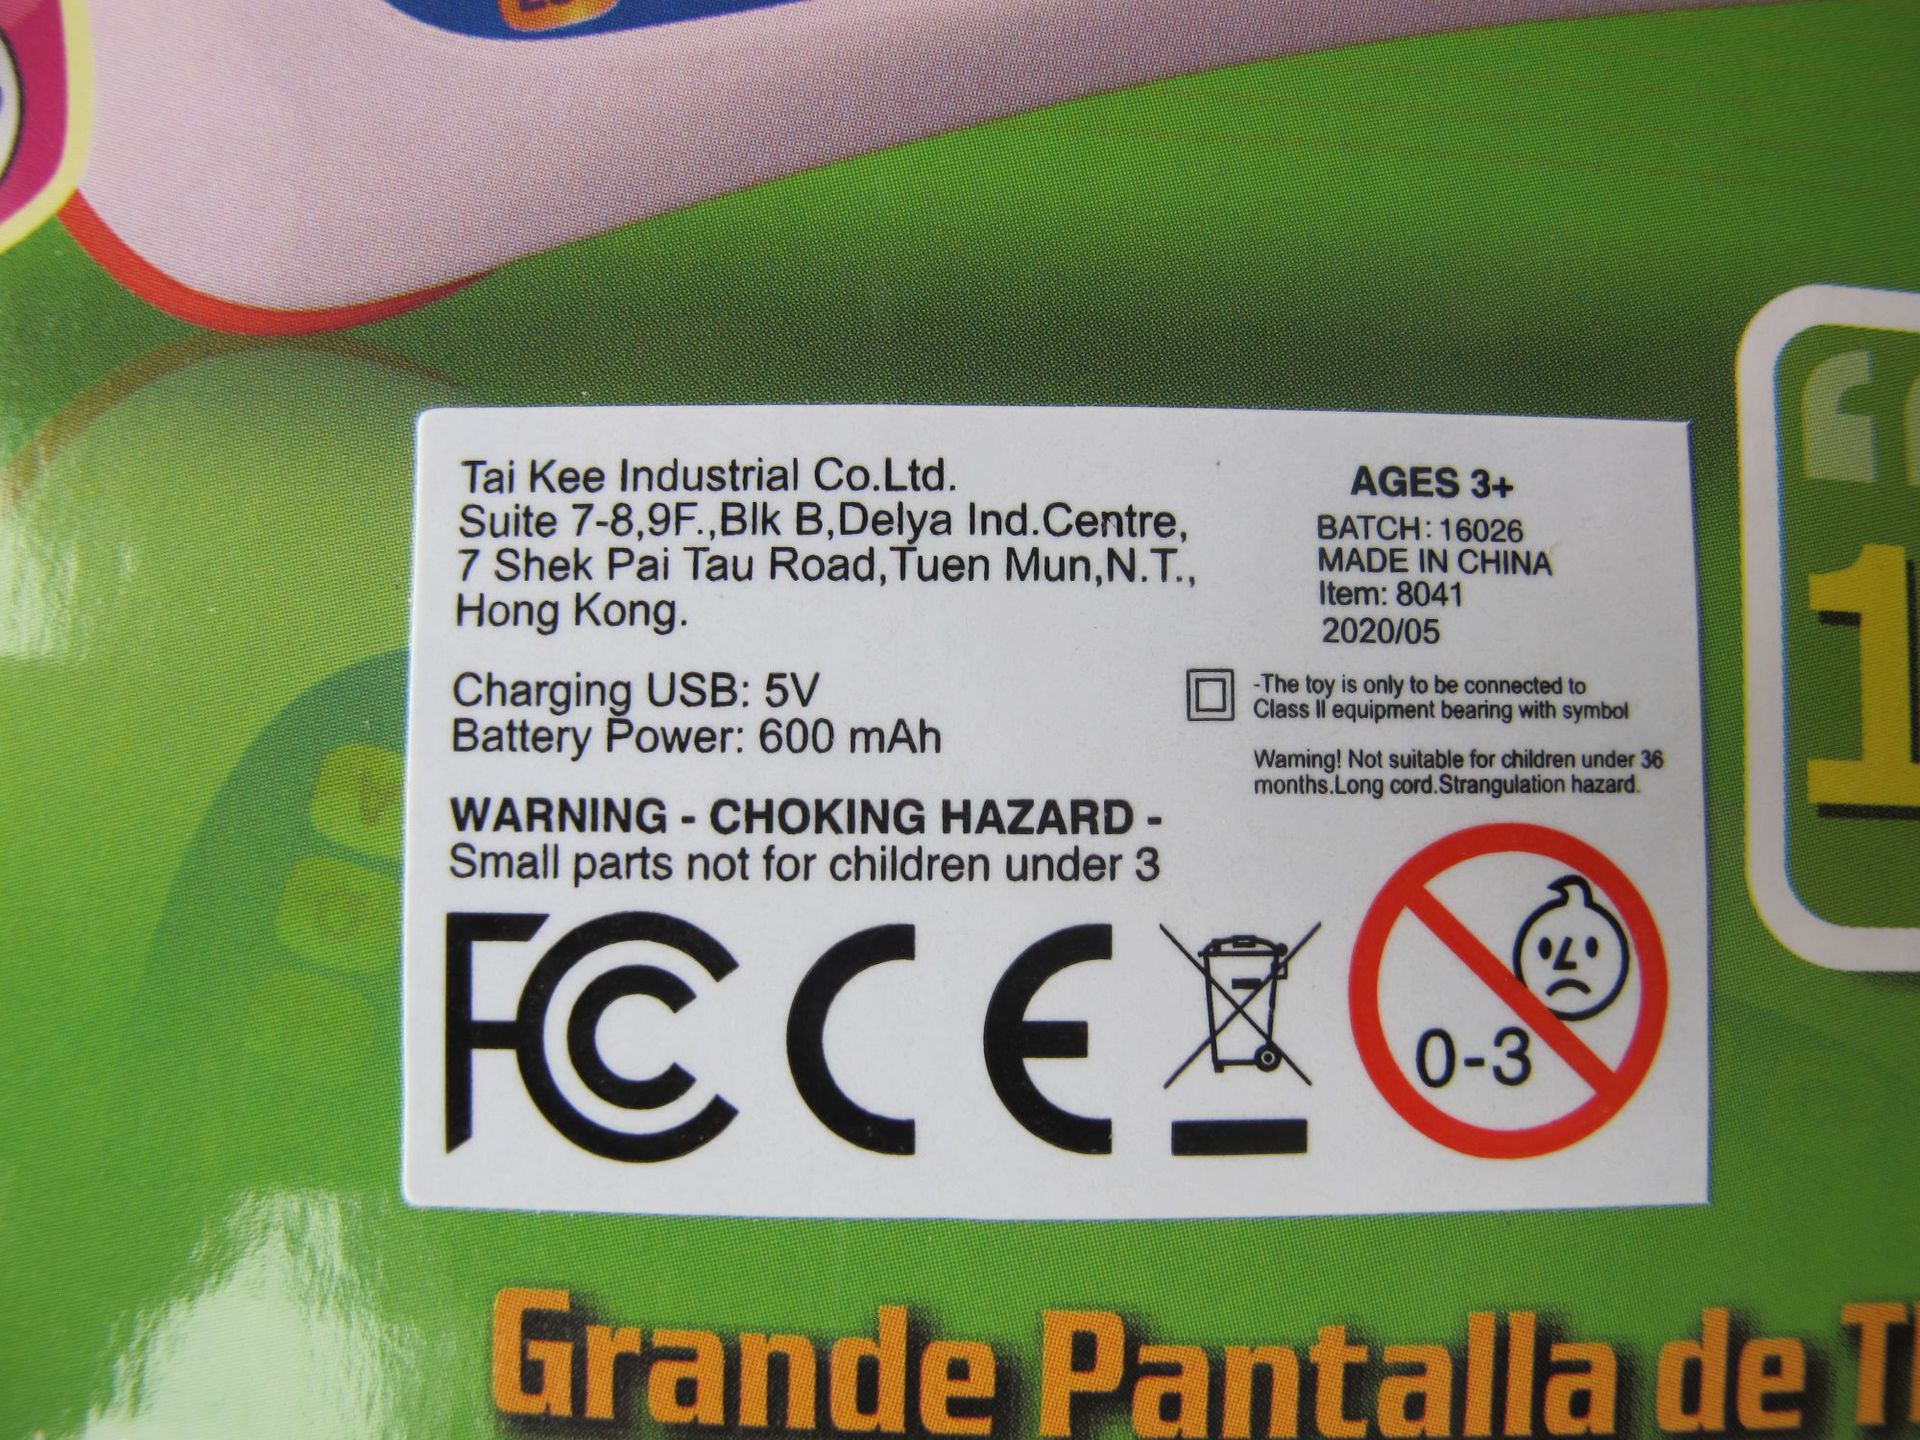 Tai Kee Industrial Co.Ltd.
Suite 7-8,9F.,Blk B,Delya Ind.Centre,
7 Shek Pai Tau Road,Tuen Mun,N.T.,
Hong Kong.
Charging USB: 5V
Battery Power: 600 mAh
WARNING - CHOKING HAZARD -
Small parts not for children under 3
FCC CE
AGES 3+
BATCH: 16026
MADE IN CHINA
Item: 8041
2020/05
-The toy is only to be connected to
Class II equipment bearing with symbol
Warning! Not suitable for children under 36
months.Long cord.Strangulation hazard.
0-3
1
Grande Pantalla de